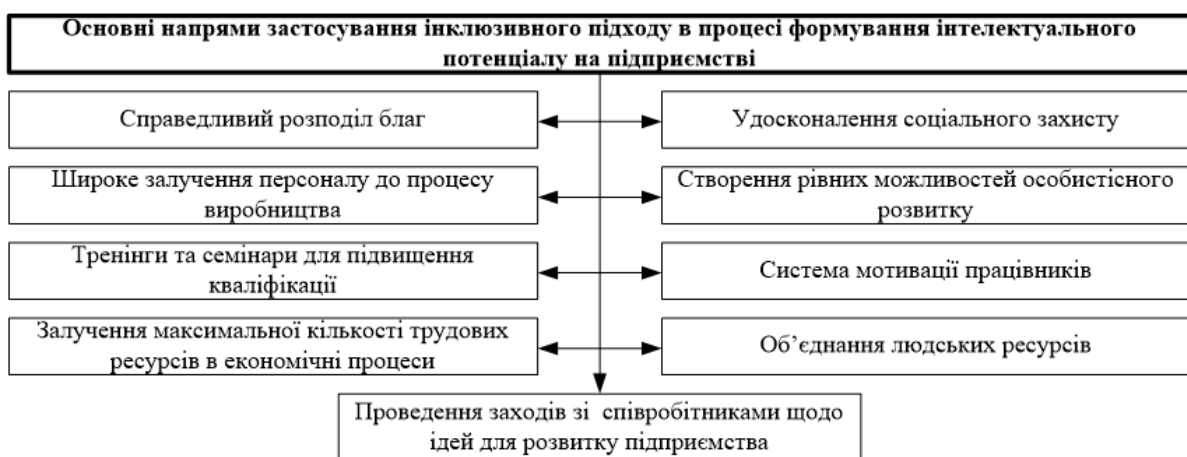 Основні напрями застосування інклюзивного підходу в процесі формування інтелектуального
потенціалу на підприємстві
Справедливий розподіл благ
Удосконалення соціального захисту
Широке залучення персоналу до процесу
виробництва
Створення рівних можливостей особистісного
розвитку
Тренінги та семінари для підвищення
кваліфікації
Система мотивації працівників
Залучення максимальної кількості трудових
ресурсів в економічні процеси
Об’єднання людських ресурсів
Проведення заходів зі співробітниками щодо
ідей для розвитку підприємства